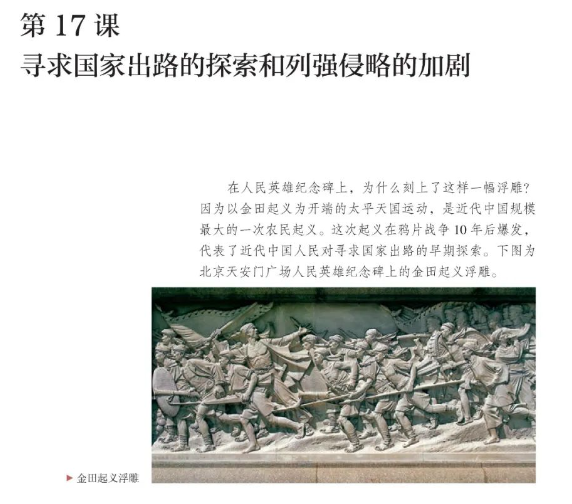 第 17 课
寻求国家出路的探索和列强侵略的加剧
在人民英雄纪念碑上，为什么刻上了这样一幅浮雕？
因为以金田起义为开端的太平天国运动，是近代中国规模
最大的一次农民起义。这次起义在鸦片战争 10 年后爆发，
代表了近代中国人民对寻求国家出路的早期探索。下图为
北京天安门广场人民英雄纪念碑上的金田起义浮雕。
▶ 金田起义浮雕